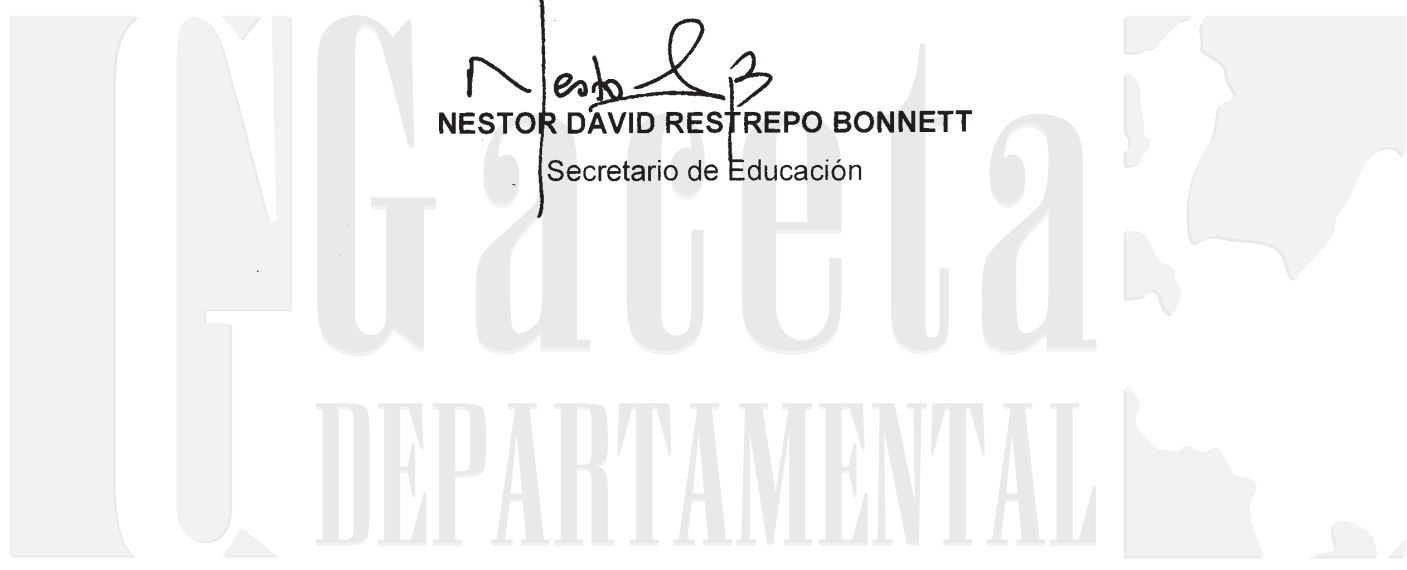 NESTOR DAVID RESTREPO BONNETT
Secretario de Educación
Gaceta
DEPARTAMENTAL